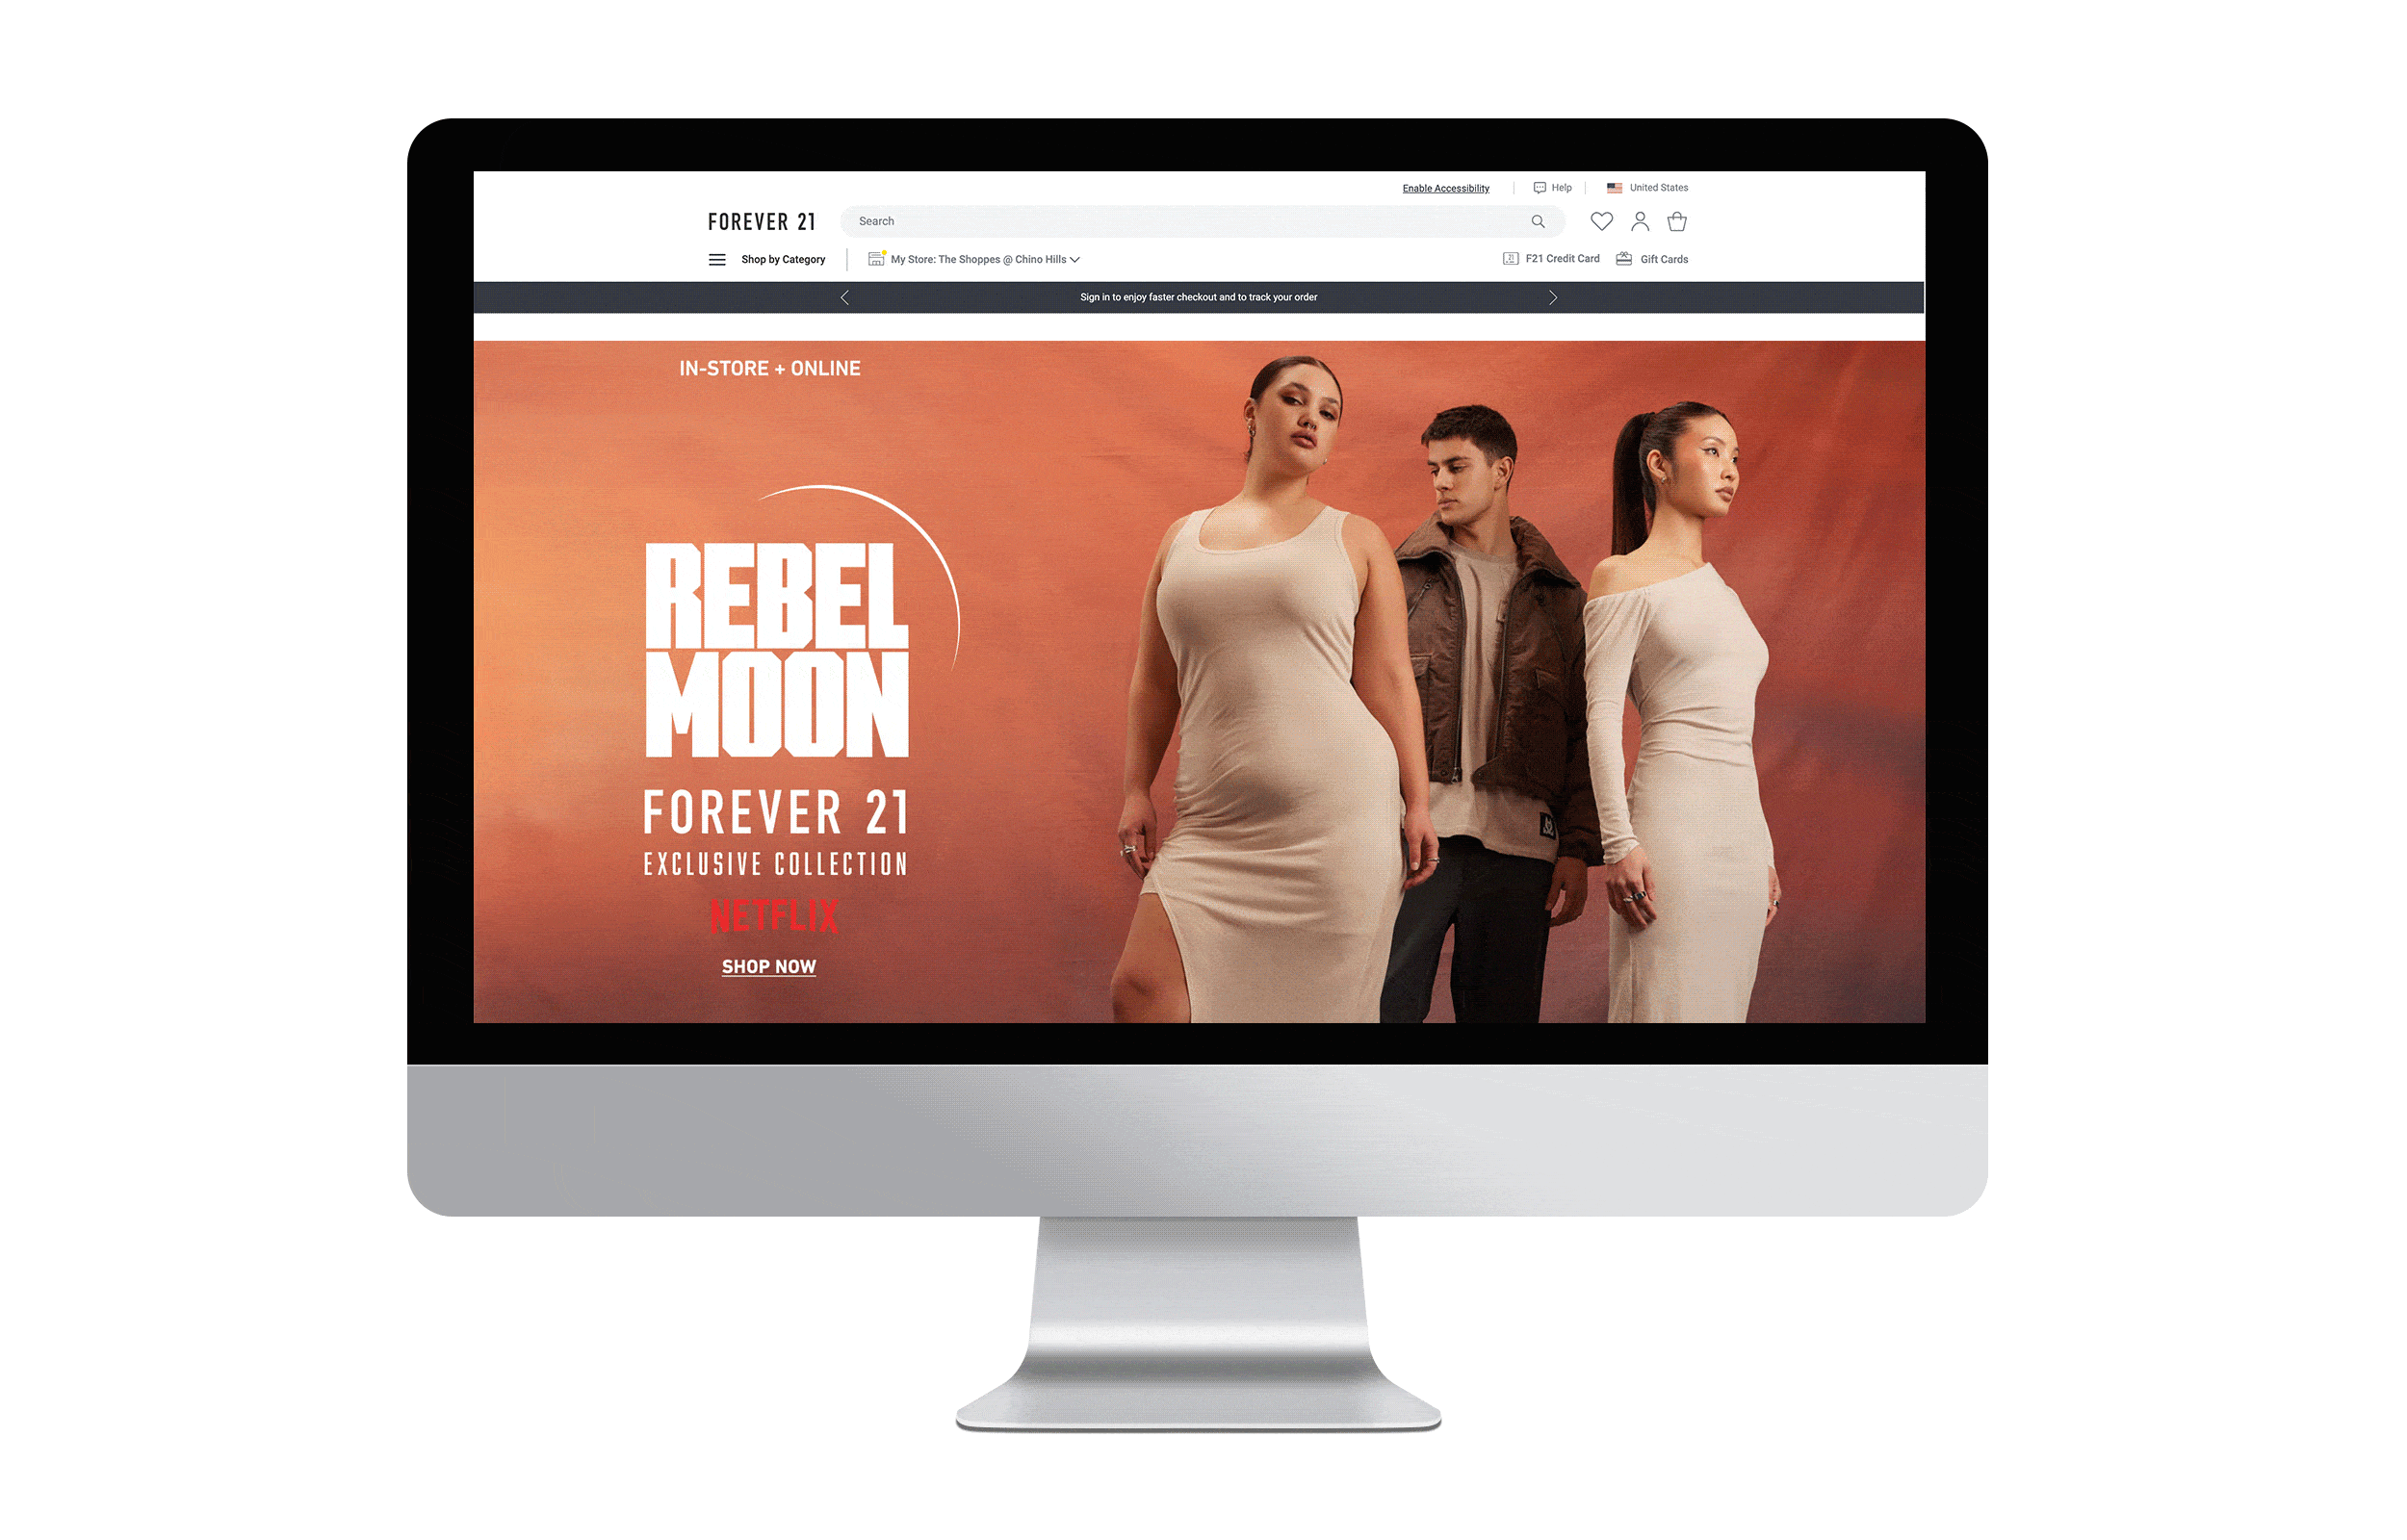 Enable Accessibility Help United States
FOREVER 21 Search
Shop by Category My Store: The Shoppes @ Chino Hills F21 Credit Card Gift Cards
Sign in to enjoy faster checkout and to track your order
IN-STORE + ONLINE
REBEL
MOON
FOREVER 21
EXCLUSIVE COLLECTION
NETFLIX
SHOP NOW